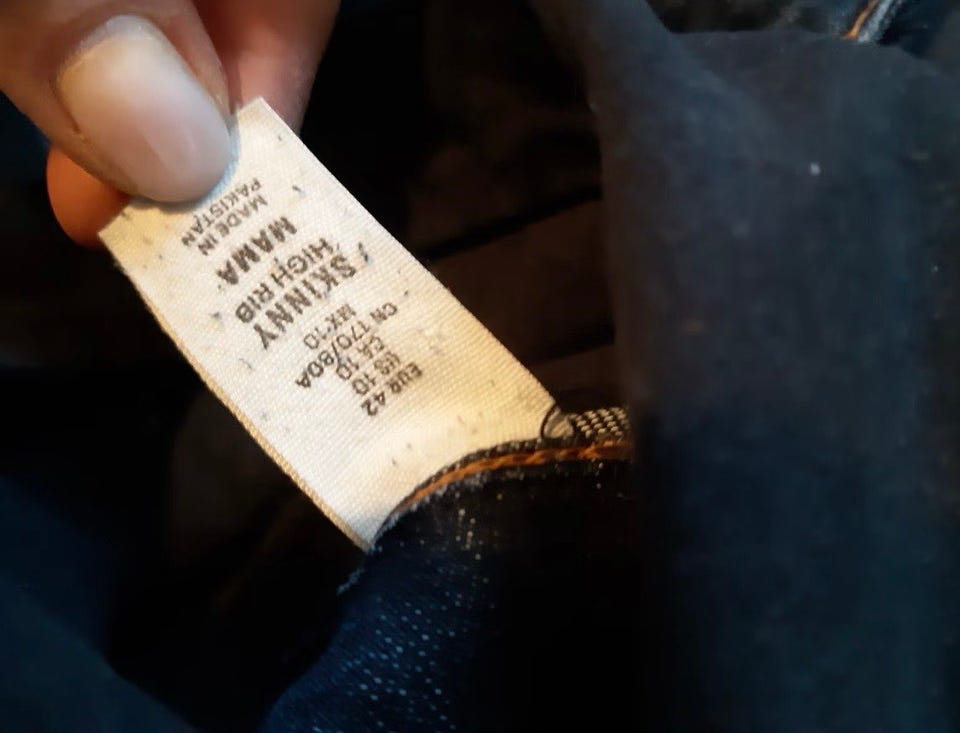 EUR 42
US 10
CA 10
CN 170/80A
MX 10
/SKINNY
HIGH RIB
MAMA
MADE IN
PAKISTAN